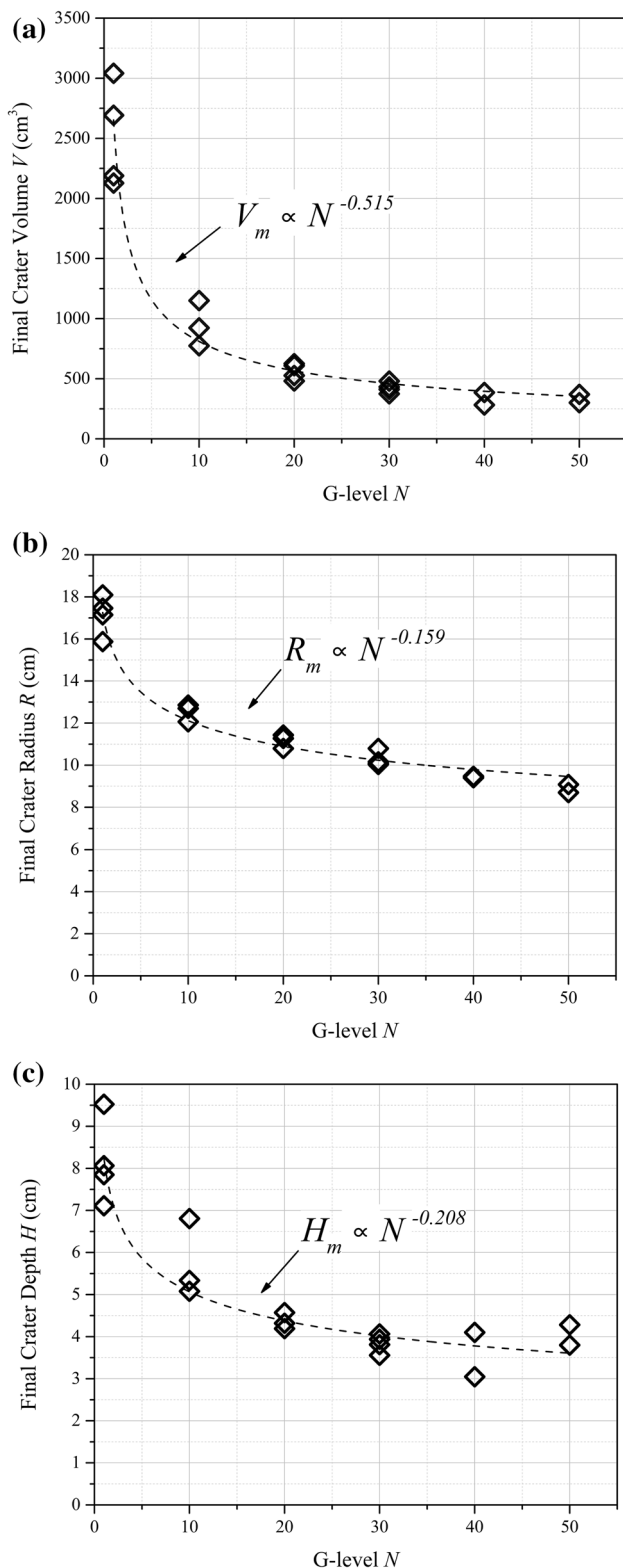 (a)
3500
3000
2500
2000
1500
1000
500
0
Final Crater Volume V (cm³)
V_m ∝ N^-0.515
0 10 20 30 40 50
G-level N
(b)
20
18
16
14
12
10
8
6
4
2
0
Final Crater Radius R (cm)
R_m ∝ N^-0.159
0 10 20 30 40 50
G-level N
(c)
10
9
8
7
6
5
4
3
2
1
0
Final Crater Depth H (cm)
H_m ∝ N^-0.208
0 10 20 30 40 50
G-level N